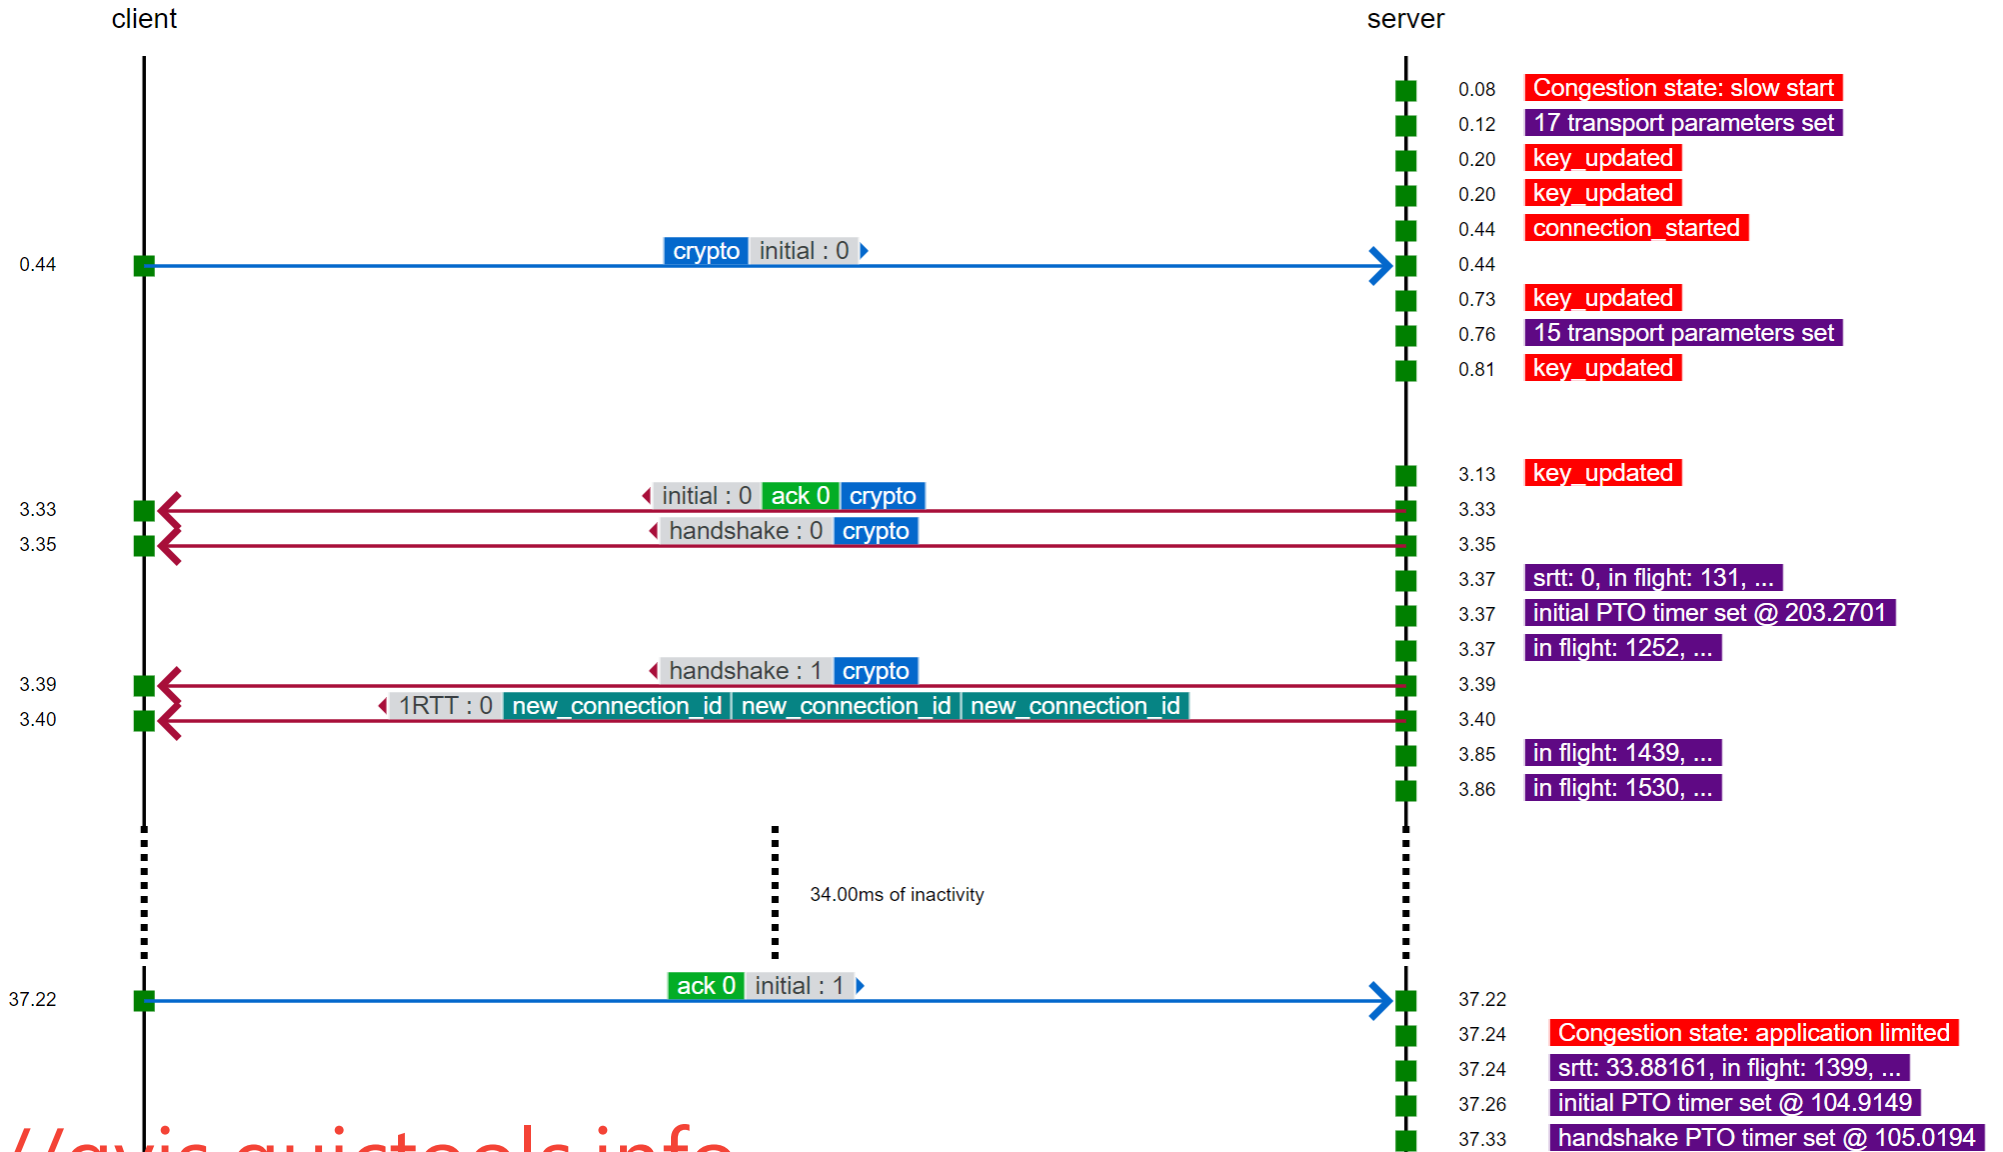 client server
0.08 Congestion state: slow start
0.12 17 transport parameters set
0.20 key_updated
0.20 key_updated
0.44 connection_started
crypto initial : 0
0.44 0.44
0.73 key_updated
0.76 15 transport parameters set
0.81 key_updated
3.13 key_updated
initial : 0 ack 0 crypto
3.33 3.33
handshake : 0 crypto
3.35 3.35
3.37 srtt: 0, in flight: 131, ...
3.37 initial PTO timer set @ 203.2701
3.37 in flight: 1252, ...
handshake : 1 crypto
3.39 3.39
1RTT : 0 new_connection_id new_connection_id new_connection_id
3.40 3.40
3.85 in flight: 1439, ...
3.86 in flight: 1530, ...
34.00ms of inactivity
ack 0 initial : 1
37.22 37.22
37.24 Congestion state: application limited
37.24 srtt: 33.88161, in flight: 1399, ...
37.26 initial PTO timer set @ 104.9149
37.33 handshake PTO timer set @ 105.0194
//qvis.quictools.info